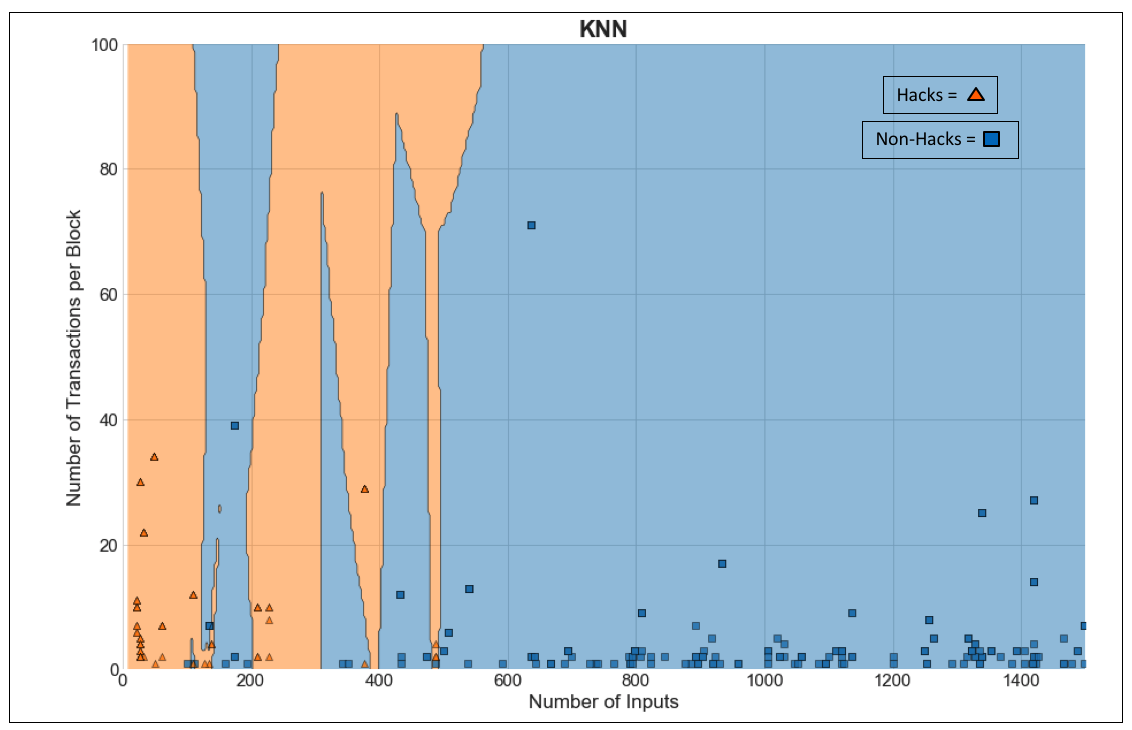 KNN
100
80
60
40
20
0
Number of Transactions per Block
Hacks =
Non-Hacks =
0 200 400 600 800 1000 1200 1400
Number of Inputs